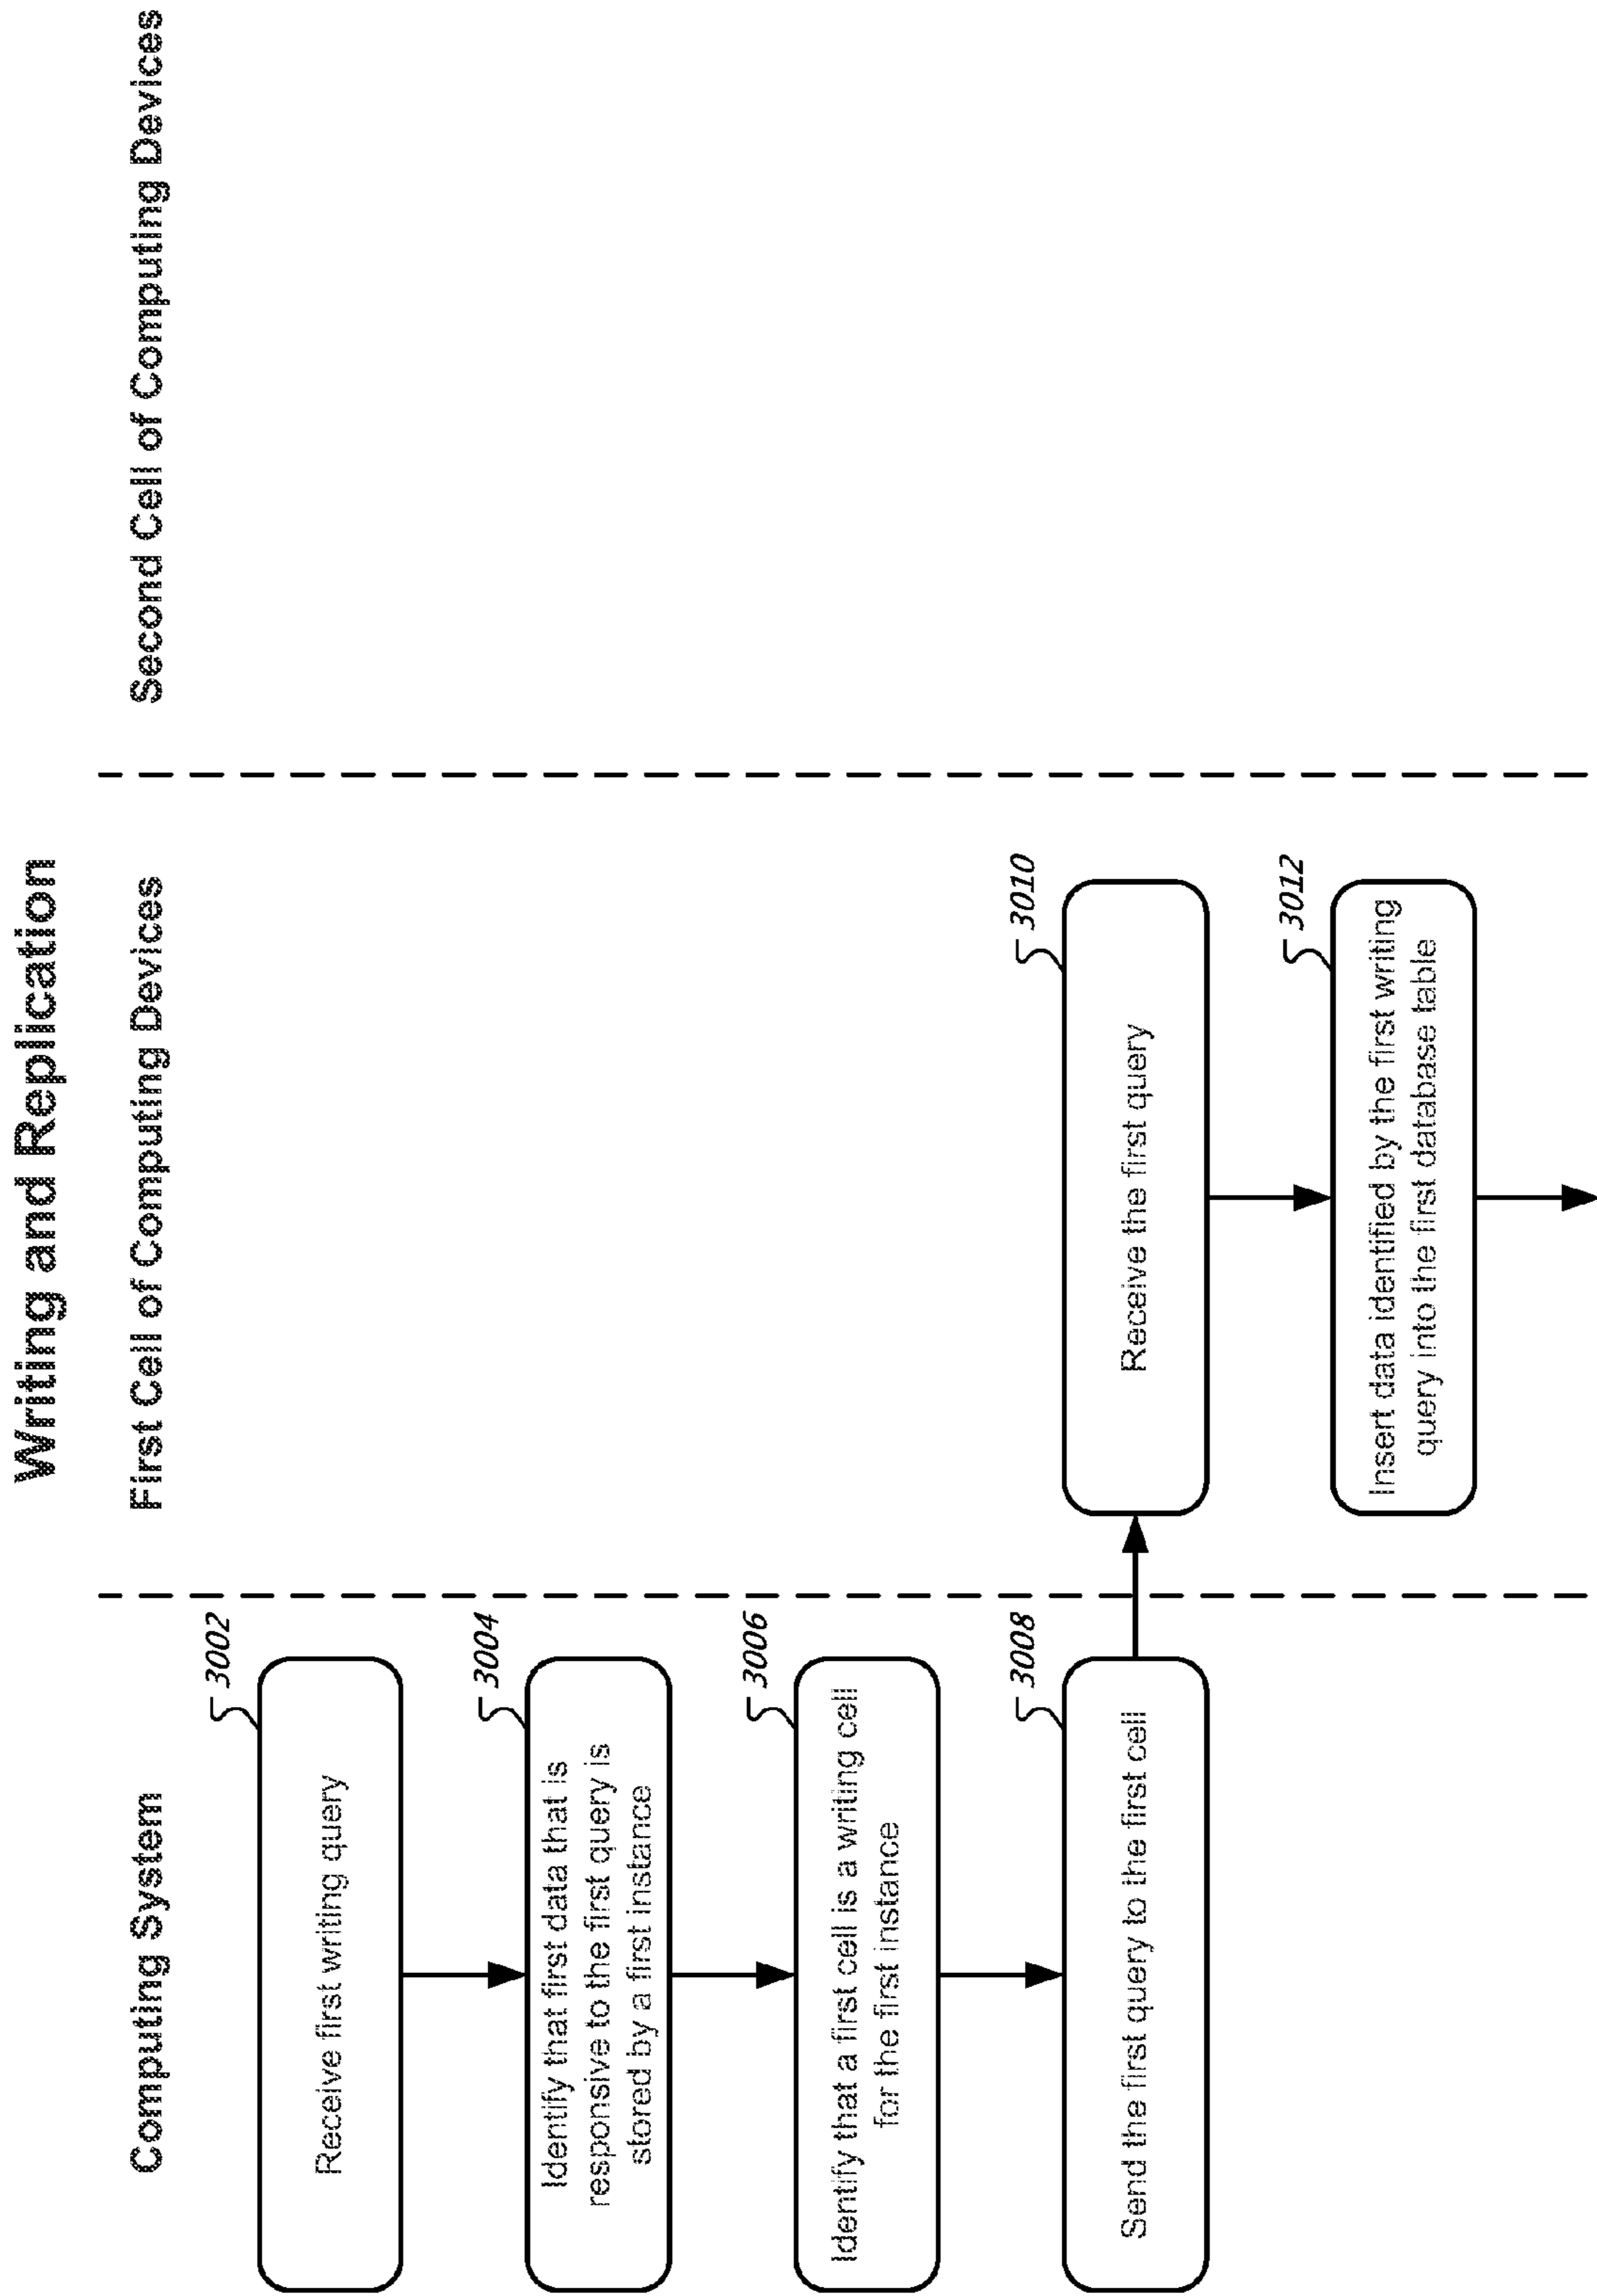 Writing and Replication
Computing System
First Cell of Computing Devices
Second Cell of Computing Devices
3002
Receive first writing query
3004
Identify that first data that is
responsive to the first query is
stored by a first instance
3006
Identify that a first cell is a writing cell
for the first instance
3008
Send the first query to the first cell
3010
Receive the first query
3012
Insert data identified by the first writing
query into the first database table